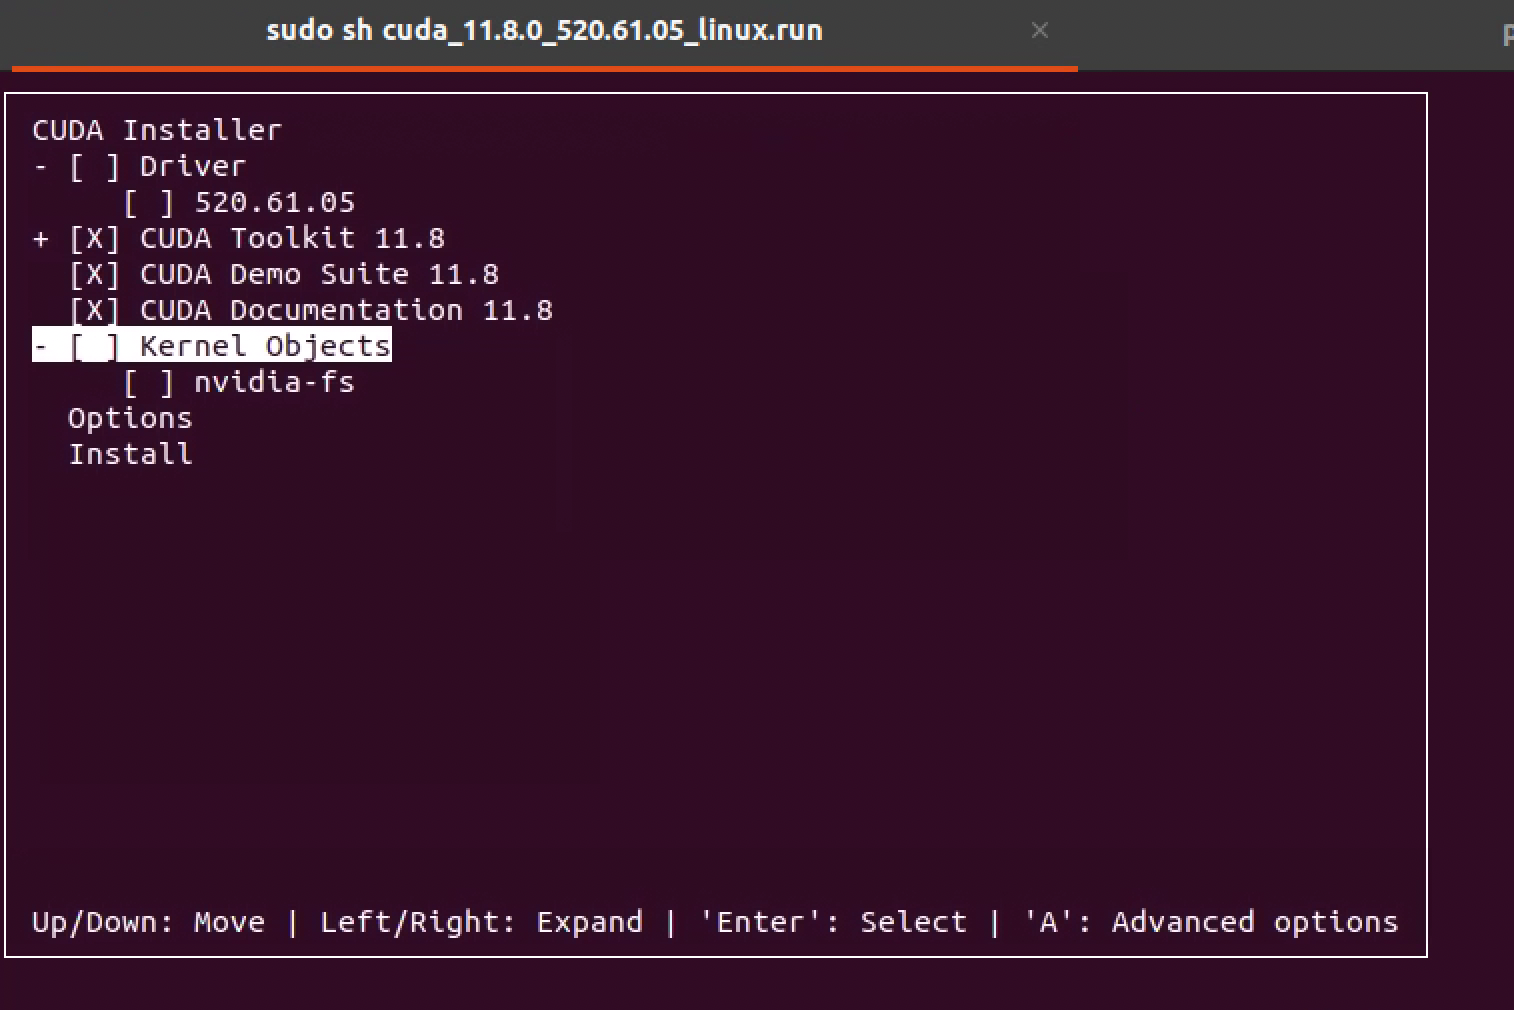 sudo sh cuda_11.8.0_520.61.05_linux.run ×
CUDA Installer
- [ ] Driver
[ ] 520.61.05
+ [X] CUDA Toolkit 11.8
[X] CUDA Demo Suite 11.8
[X] CUDA Documentation 11.8
- [ ] Kernel Objects
[ ] nvidia-fs
Options
Install
Up/Down: Move | Left/Right: Expand | 'Enter': Select | 'A': Advanced options